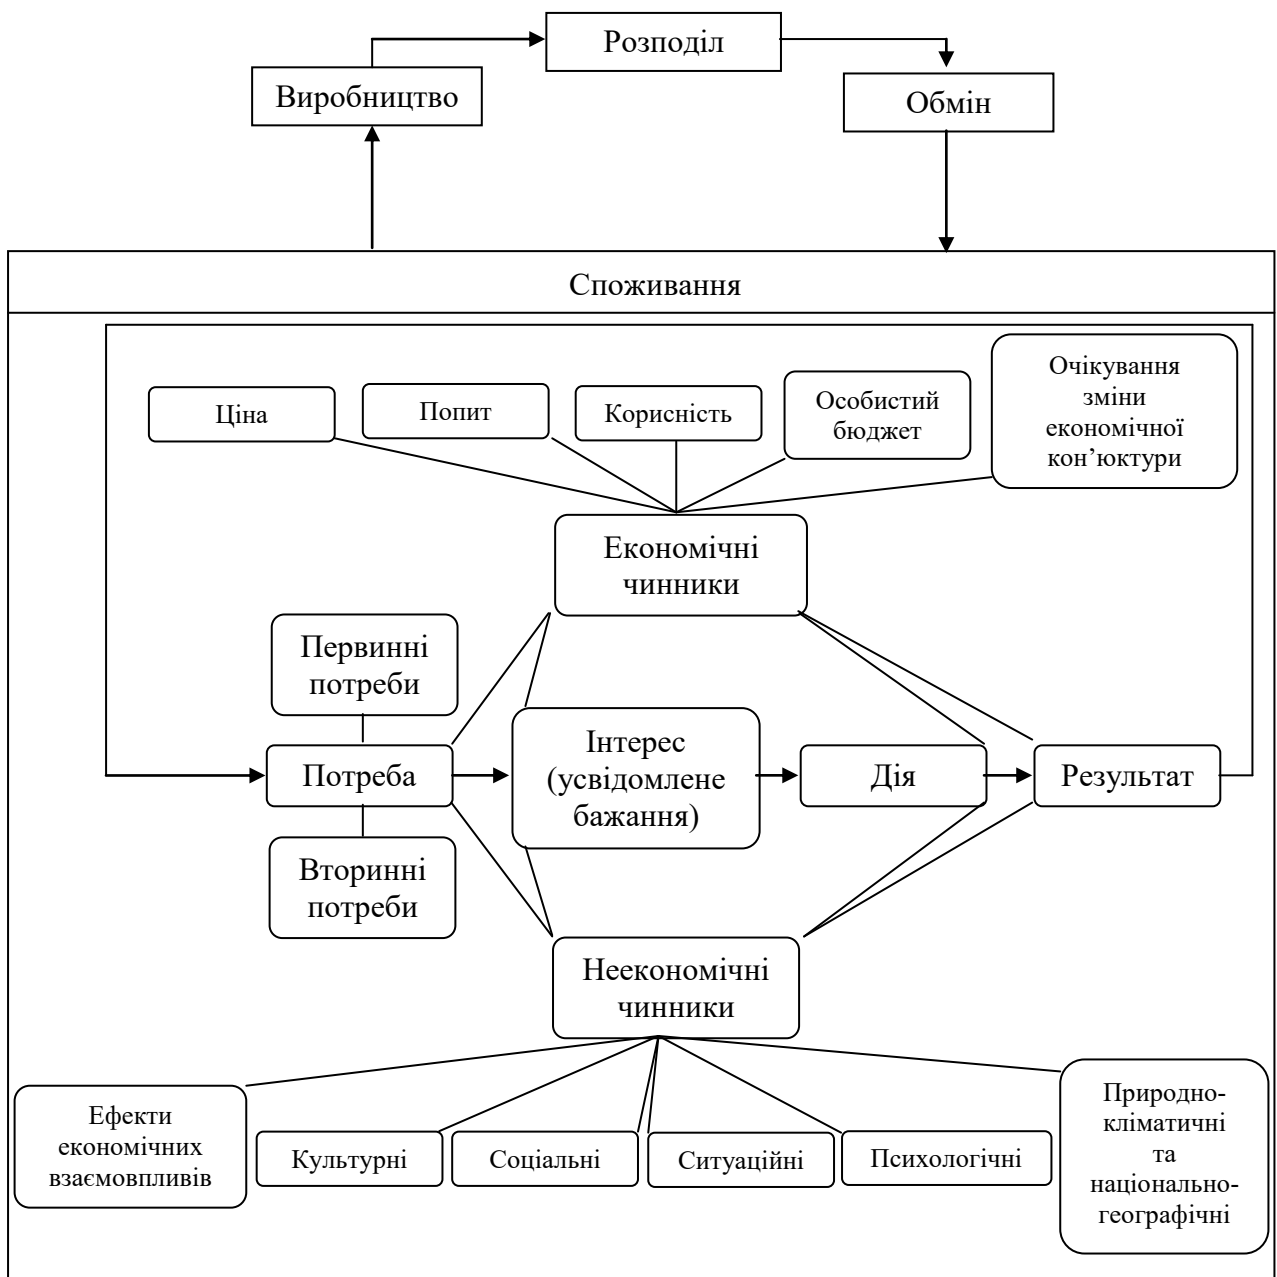 Розподіл
Виробництво
Обмін
Споживання
Ціна
Попит
Корисність
Особистий
бюджет
Очікування
зміни
економічної
кон’юктури
Економічні
чинники
Первинні
потреби
Потреба
Інтерес
(усвідомлене
бажання)
Дія
Результат
Вторинні
потреби
Неекономічні
чинники
Ефекти
економічних
взаємовпливів
Культурні
Соціальні
Ситуаційні
Психологічні
Природно-
кліматичні
та
національно-
географічні